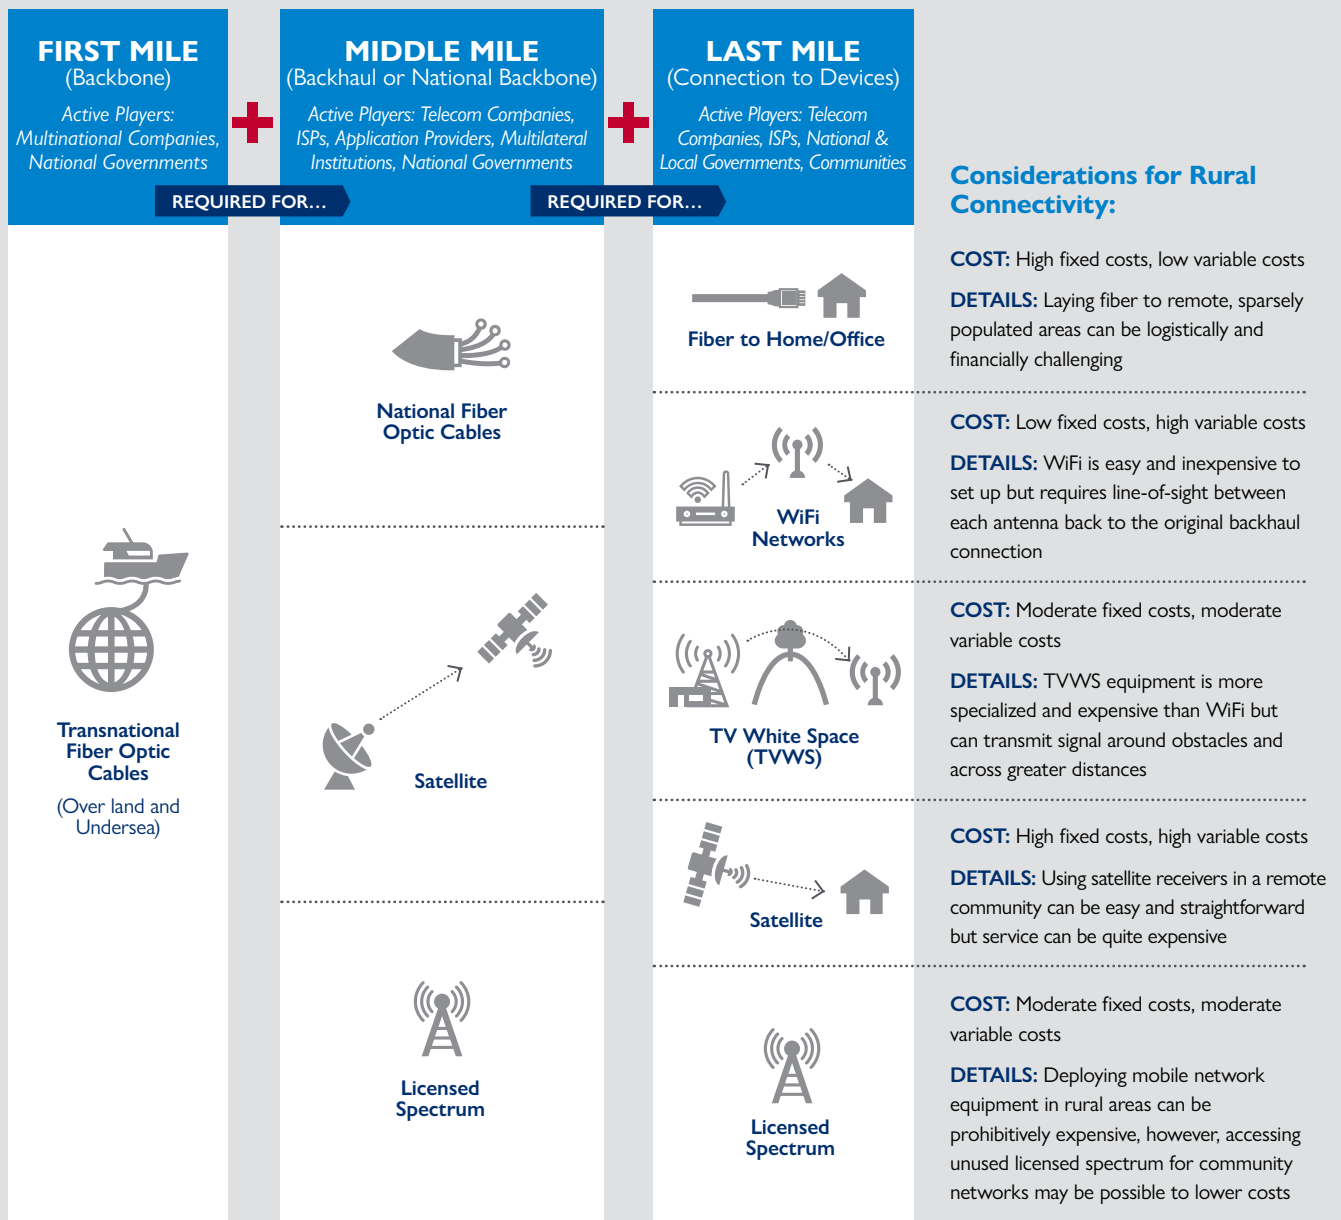 FIRST MILE
(Backbone)
Active Players:
Multinational Companies,
National Governments
REQUIRED FOR...
MIDDLE MILE
(Backhaul or National Backbone)
Active Players: Telecom Companies,
ISPs, Application Providers, Multilateral
Institutions, National Governments
REQUIRED FOR...
LAST MILE
(Connection to Devices)
Active Players: Telecom
Companies, ISPs, National &
Local Governments, Communities
Considerations for Rural
Connectivity:
Transnational
Fiber Optic
Cables
(Over land and
Undersea)
National Fiber
Optic Cables
Satellite
Licensed
Spectrum
Fiber to Home/Office
COST: High fixed costs, low variable costs
DETAILS: Laying fiber to remote, sparsely
populated areas can be logistically and
financially challenging
WiFi
Networks
COST: Low fixed costs, high variable costs
DETAILS: WiFi is easy and inexpensive to
set up but requires line-of-sight between
each antenna back to the original backhaul
connection
TV White Space
(TVWS)
COST: Moderate fixed costs, moderate
variable costs
DETAILS: TVWS equipment is more
specialized and expensive than WiFi but
can transmit signal around obstacles and
across greater distances
Satellite
COST: High fixed costs, high variable costs
DETAILS: Using satellite receivers in a remote
community can be easy and straightforward
but service can be quite expensive
Licensed
Spectrum
COST: Moderate fixed costs, moderate
variable costs
DETAILS: Deploying mobile network
equipment in rural areas can be
prohibitively expensive, however, accessing
unused licensed spectrum for community
networks may be possible to lower costs